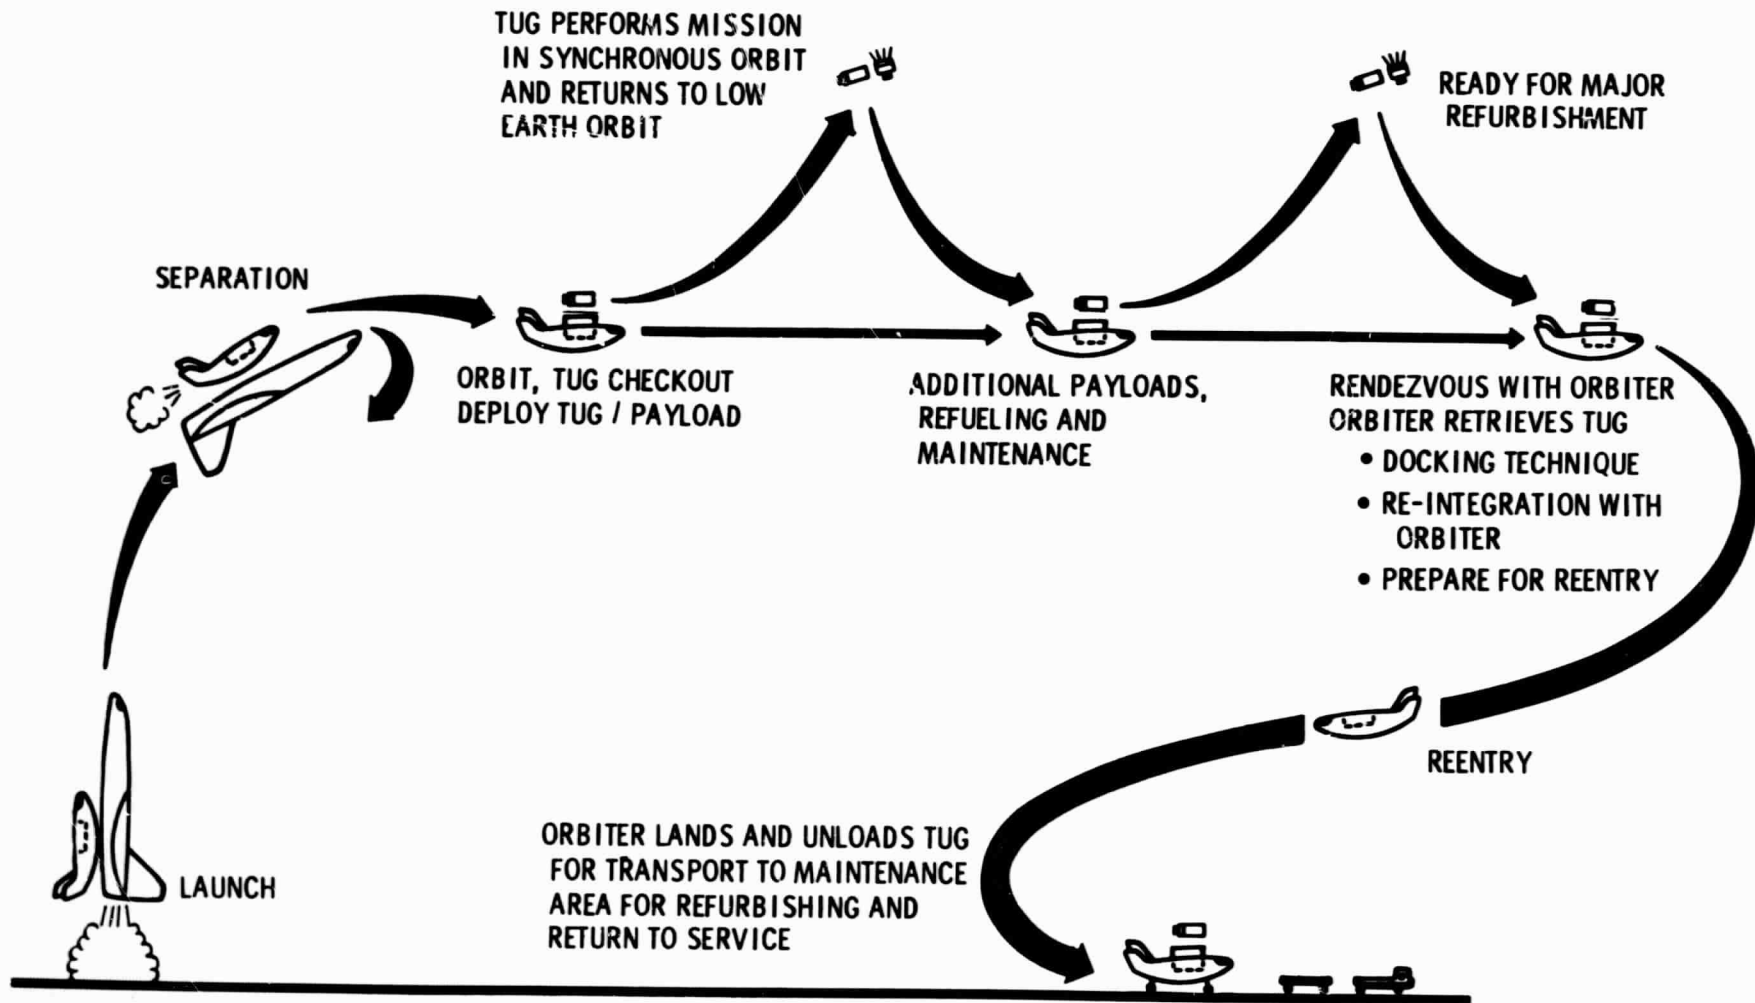 TUG PERFORMS MISSION
IN SYNCHRONOUS ORBIT
AND RETURNS TO LOW
EARTH ORBIT
READY FOR MAJOR
REFURBISHMENT
SEPARATION
ORBIT, TUG CHECKOUT
DEPLOY TUG / PAYLOAD
ADDITIONAL PAYLOADS,
REFUELING AND
MAINTENANCE
RENDEZVOUS WITH ORBITER
ORBITER RETRIEVES TUG
• DOCKING TECHNIQUE
• RE-INTEGRATION WITH
ORBITER
• PREPARE FOR REENTRY
REENTRY
ORBITER LANDS AND UNLOADS TUG
FOR TRANSPORT TO MAINTENANCE
AREA FOR REFURBISHING AND
RETURN TO SERVICE
LAUNCH